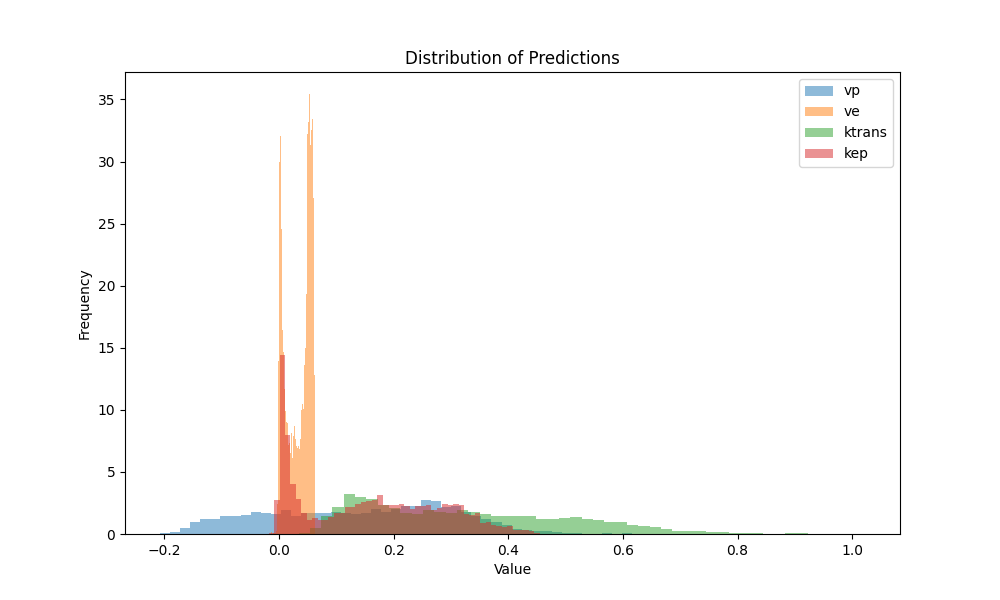 Distribution of Predictions
vp
ve
ktrans
kep
Frequency
35
30
25
20
15
10
5
0
−0.2 0.0 0.2 0.4 0.6 0.8 1.0
Value